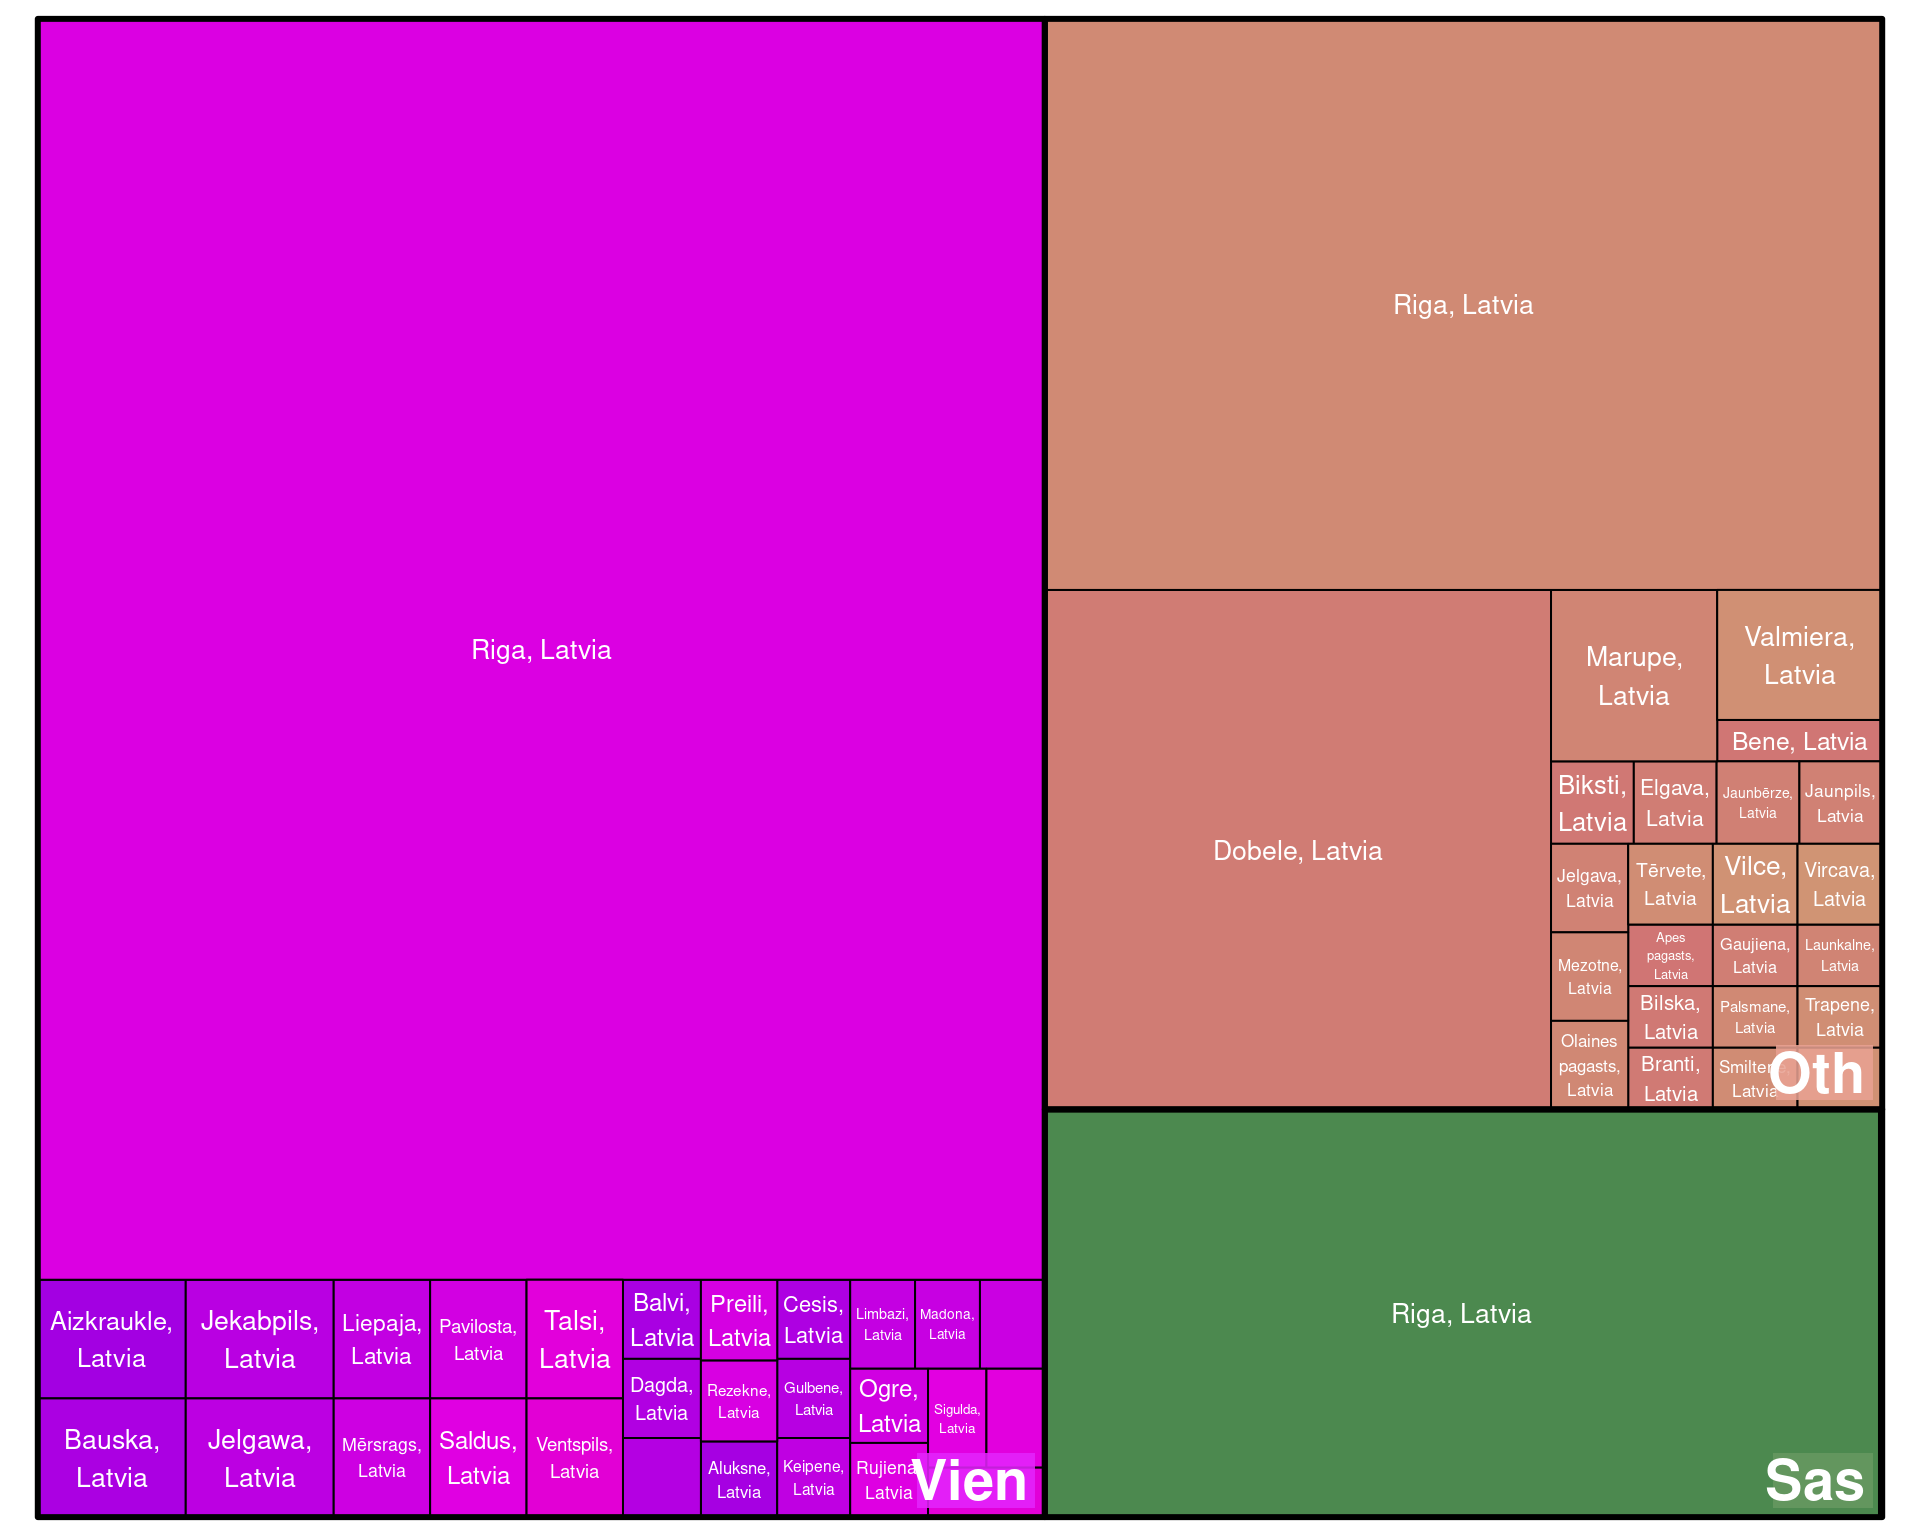 Riga, Latvia
Aizkraukle,
Latvia
Jekabpils,
Latvia
Liepaja,
Latvia
Pavilosta,
Latvia
Talsi,
Latvia
Balvi,
Latvia
Preili,
Latvia
Cesis,
Latvia
Limbazi,
Latvia
Madona,
Latvia
Dagda,
Latvia
Rezekne,
Latvia
Gulbene,
Latvia
Ogre,
Latvia
Sigulda,
Latvia
Bauska,
Latvia
Jelgawa,
Latvia
Mērsrags,
Latvia
Saldus,
Latvia
Ventspils,
Latvia
Aluksne,
Latvia
Keipene,
Latvia
Rujiena
Latvia
Vien
Riga, Latvia
Dobele, Latvia
Marupe,
Latvia
Valmiera,
Latvia
Bene, Latvia
Biksti,
Latvia
Elgava,
Latvia
Jaunbērze,
Latvia
Jaunpils,
Latvia
Jelgava,
Latvia
Tērvete,
Latvia
Vilce,
Latvia
Vircava,
Latvia
Mezotne,
Latvia
Apes
pagasts,
Latvia
Gaujiena,
Latvia
Launkalne,
Latvia
Bilska,
Latvia
Palsmane,
Latvia
Trapene,
Latvia
Olaines
pagasts,
Latvia
Branti,
Latvia
Smiltene,
Latvia
Oth
Riga, Latvia
Sas